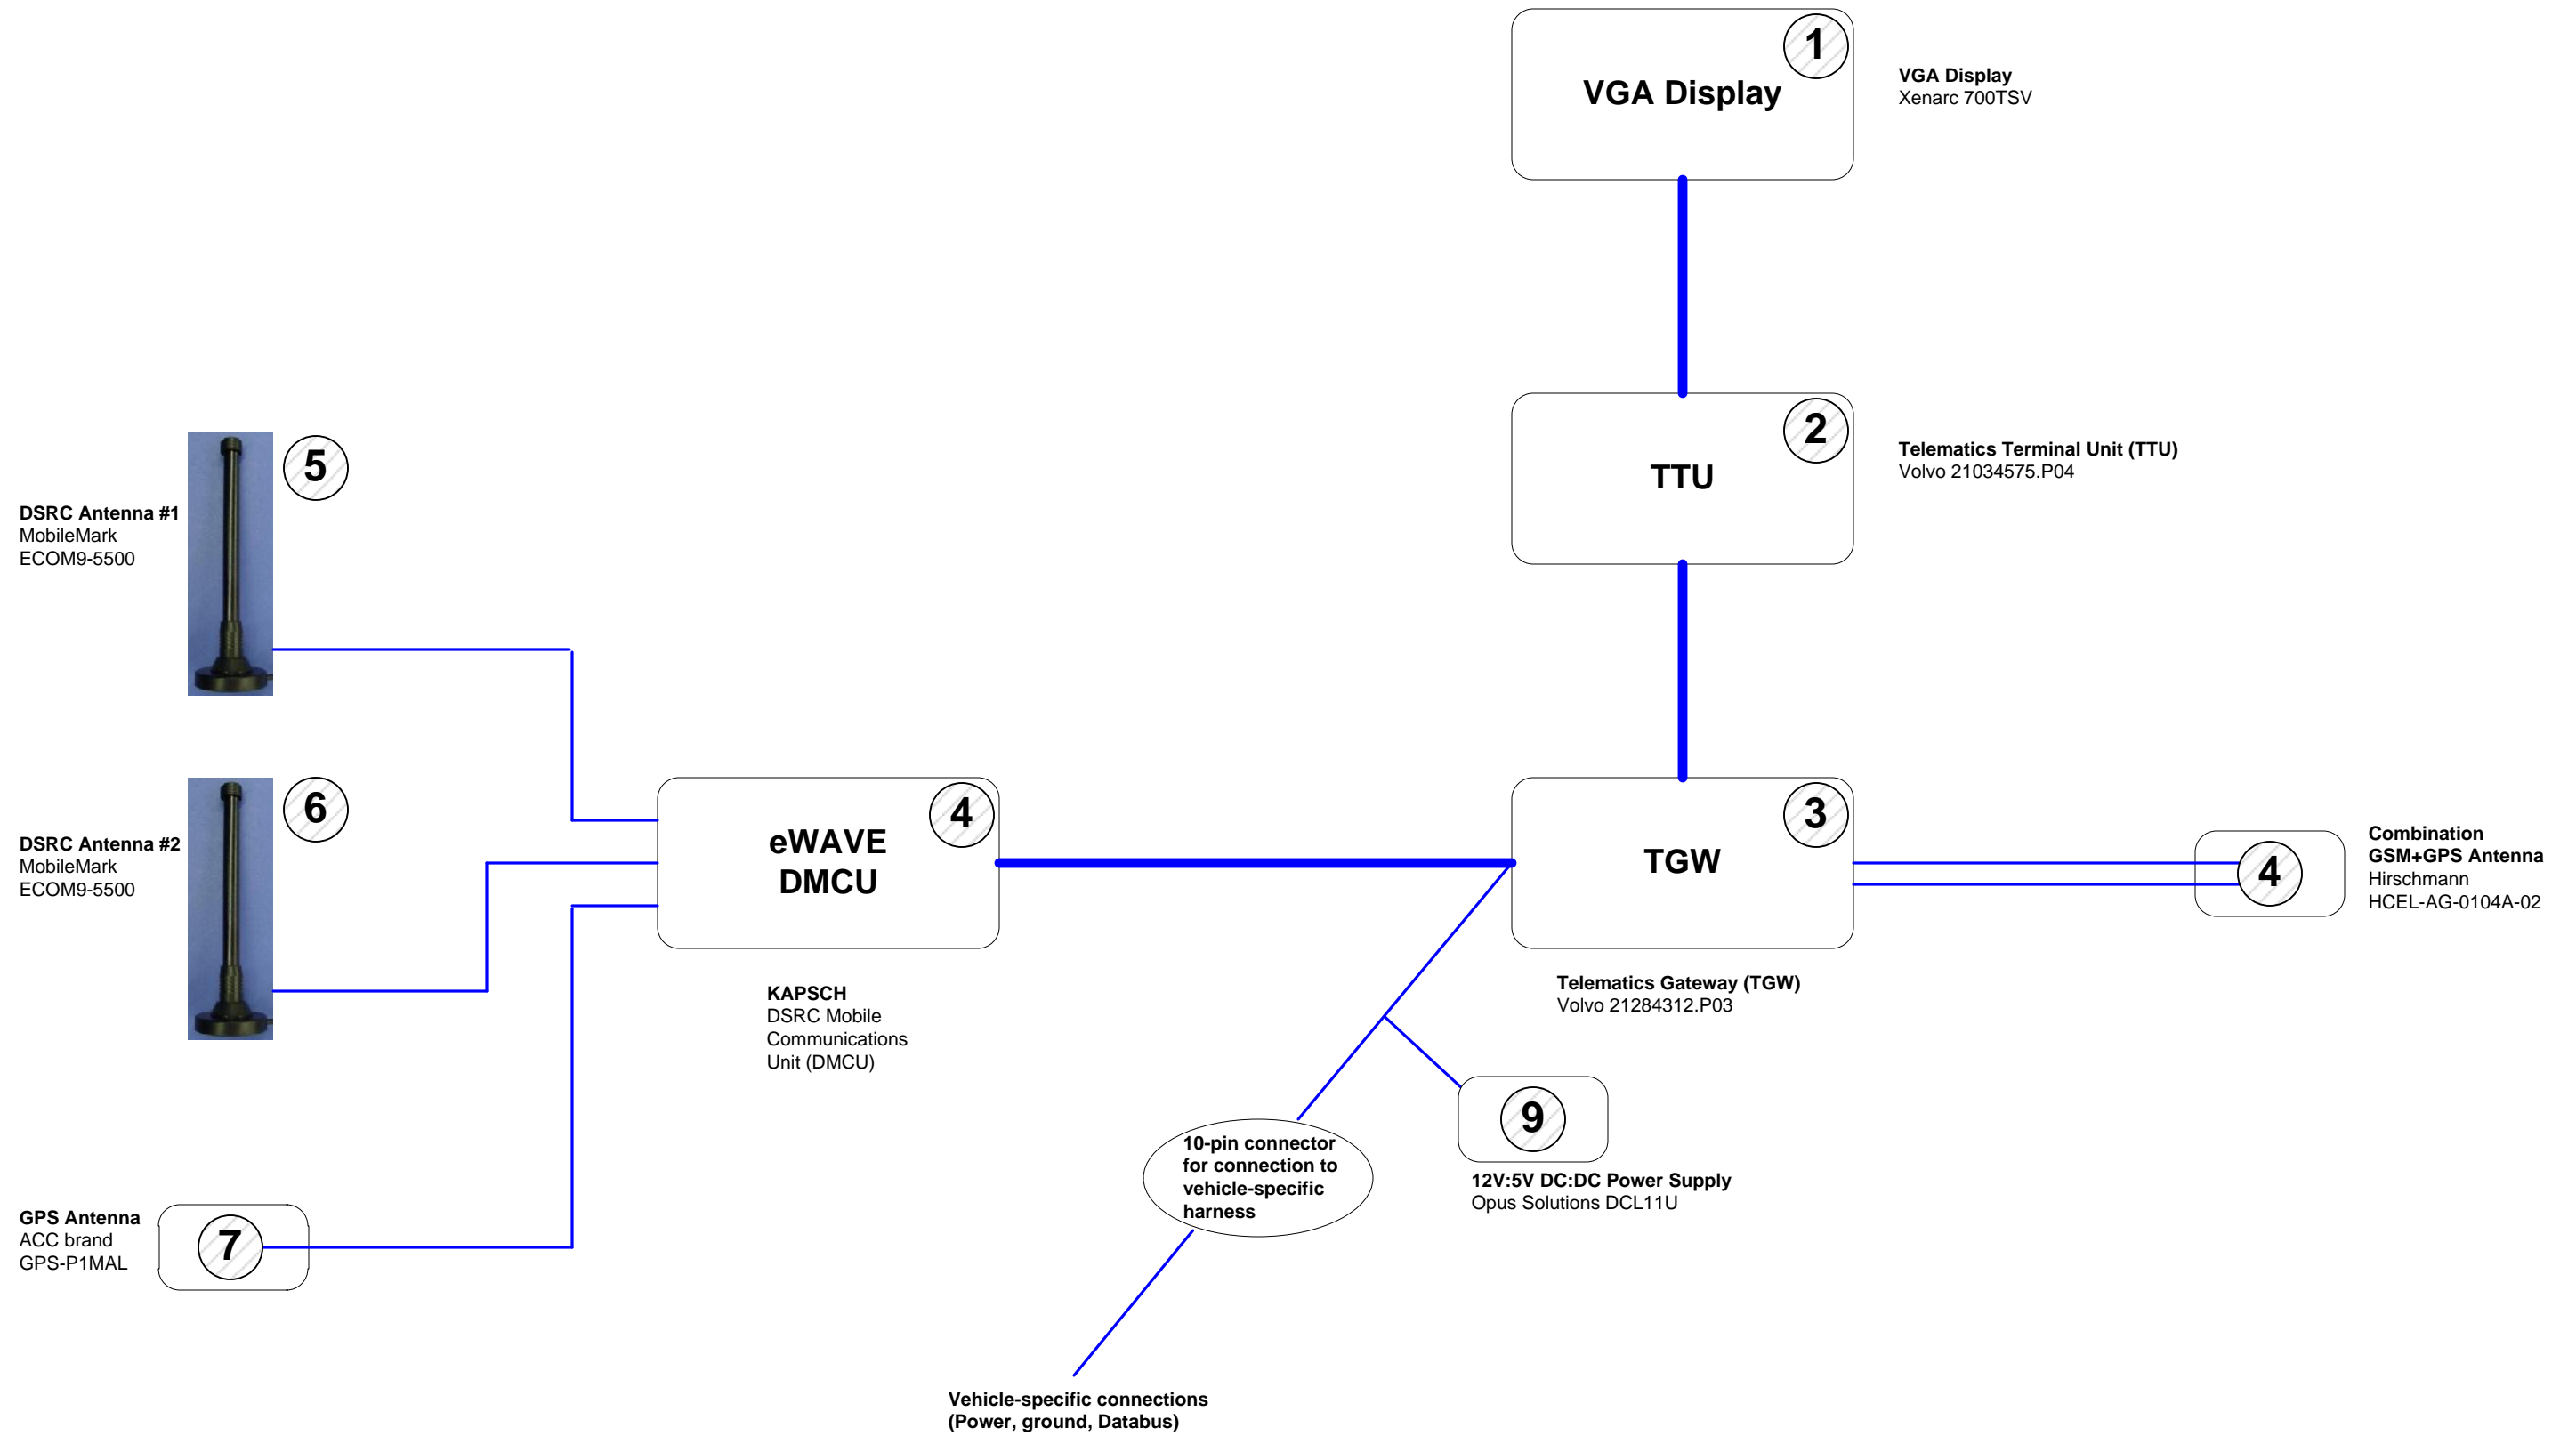 1
VGA Display
VGA Display
Xenarc 700TSV
2
TTU
Telematics Terminal Unit (TTU)
Volvo 21034575.P04
5
DSRC Antenna #1
MobileMark
ECOM9-5500
6
DSRC Antenna #2
MobileMark
ECOM9-5500
4
eWAVE
DMCU
KAPSCH
DSRC Mobile
Communications
Unit (DMCU)
3
TGW
Telematics Gateway (TGW)
Volvo 21284312.P03
4
Combination
GSM+GPS Antenna
Hirschmann
HCEL-AG-0104A-02
9
12V:5V DC:DC Power Supply
Opus Solutions DCL11U
10-pin connector
for connection to
vehicle-specific
harness
GPS Antenna
ACC brand
GPS-P1MAL
7
Vehicle-specific connections
(Power, ground, Databus)